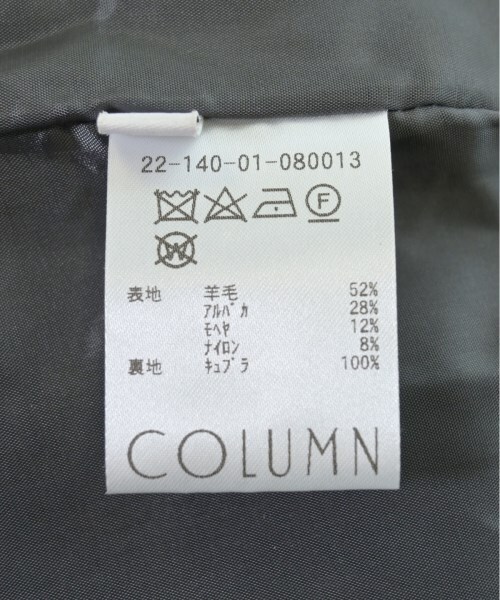 22-140-01-080013
F
W
表地 羊毛 52%
ｱﾙﾊﾟｶ 28%
ﾓﾍﾔ 12%
ﾅｲﾛﾝ 8%
裏地 ｷｭﾌﾟﾗ 100%
COLUMN